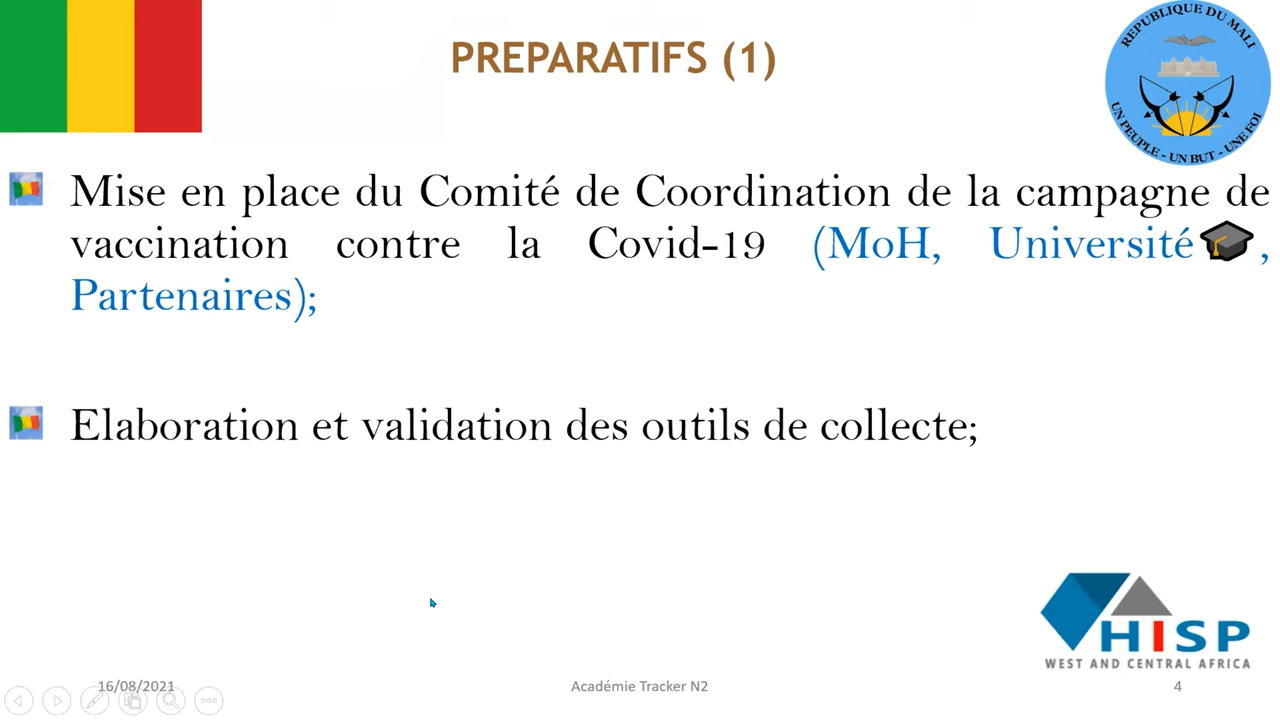 PREPARATIFS (1)
REPUBLIQUE DU MALI
UN PEUPLE - UN BUT - UNE FOI
Mise en place du Comité de Coordination de la campagne de
vaccination contre la Covid-19 (MoH, Université🎓,
Partenaires);
Elaboration et validation des outils de collecte;
HISP
WEST AND CENTRAL AFRICA
16/08/2021
Académie Tracker N2
4